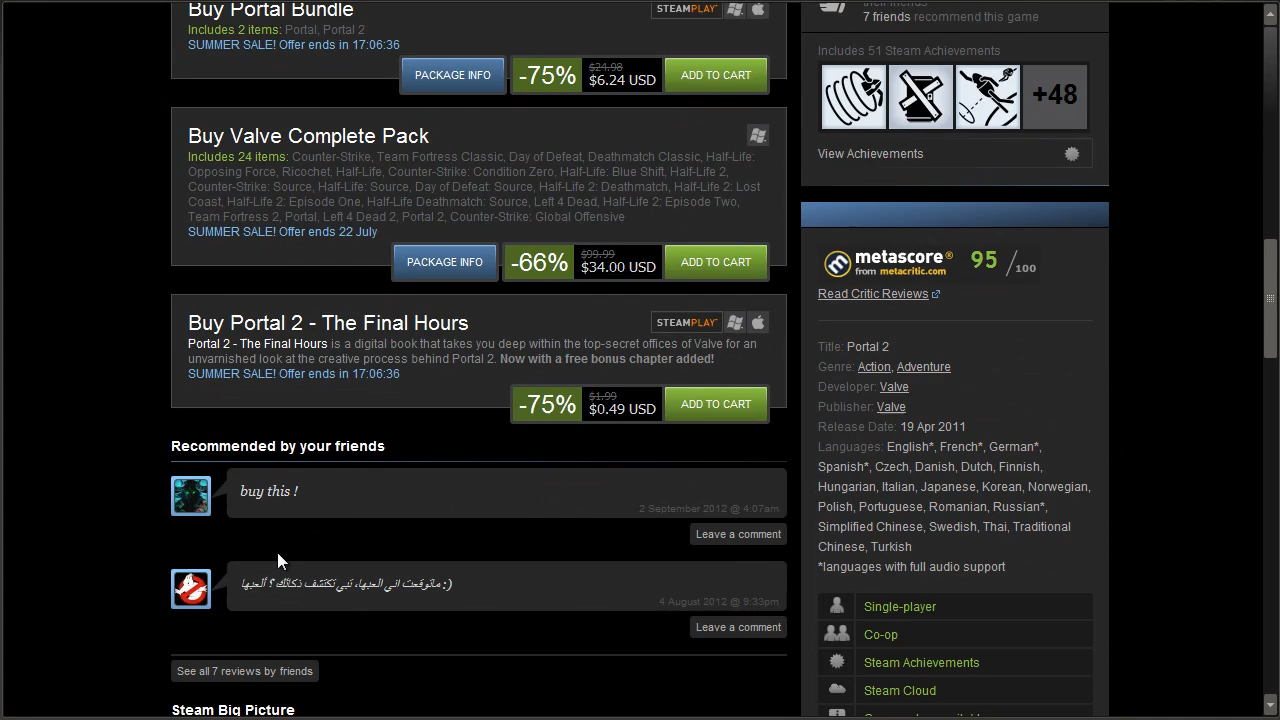 Buy Portal Bundle
STEAMPLAY
Includes 2 items: Portal, Portal 2
SUMMER SALE! Offer ends in 17:06:36
PACKAGE INFO
-75%
$24.98
$6.24 USD
ADD TO CART
Buy Valve Complete Pack
Includes 24 items: Counter-Strike, Team Fortress Classic, Day of Defeat, Deathmatch Classic, Half-Life:
Opposing Force, Ricochet, Half-Life, Counter-Strike: Condition Zero, Half-Life: Blue Shift, Half-Life 2,
Counter-Strike: Source, Half-Life: Source, Day of Defeat: Source, Half-Life 2: Deathmatch, Half-Life 2: Lost
Coast, Half-Life 2: Episode One, Half-Life Deathmatch: Source, Left 4 Dead, Half-Life 2: Episode Two,
Team Fortress 2, Portal, Left 4 Dead 2, Portal 2, Counter-Strike: Global Offensive
SUMMER SALE! Offer ends 22 July
PACKAGE INFO
-66%
$99.99
$34.00 USD
ADD TO CART
Buy Portal 2 - The Final Hours
STEAMPLAY
Portal 2 - The Final Hours is a digital book that takes you deep within the top-secret offices of Valve for an
unvarnished look at the creative process behind Portal 2. Now with a free bonus chapter added!
SUMMER SALE! Offer ends in 17:06:36
-75%
$1.99
$0.49 USD
ADD TO CART
Recommended by your friends
buy this !
2 September 2012 @ 4:07am
Leave a comment
ماتوقعت اني العبها، تبي تكتشف ذكائك ؟ ألعبها :)
4 August 2012 @ 9:33pm
Leave a comment
See all 7 reviews by friends
Steam Big Picture
7 friends recommend this game
Includes 51 Steam Achievements
+48
View Achievements
metascore®
from metacritic.com
95 /100
Read Critic Reviews
Title: Portal 2
Genre: Action, Adventure
Developer: Valve
Publisher: Valve
Release Date: 19 Apr 2011
Languages: English*, French*, German*,
Spanish*, Czech, Danish, Dutch, Finnish,
Hungarian, Italian, Japanese, Korean, Norwegian,
Polish, Portuguese, Romanian, Russian*,
Simplified Chinese, Swedish, Thai, Traditional
Chinese, Turkish
*languages with full audio support
Single-player
Co-op
Steam Achievements
Steam Cloud